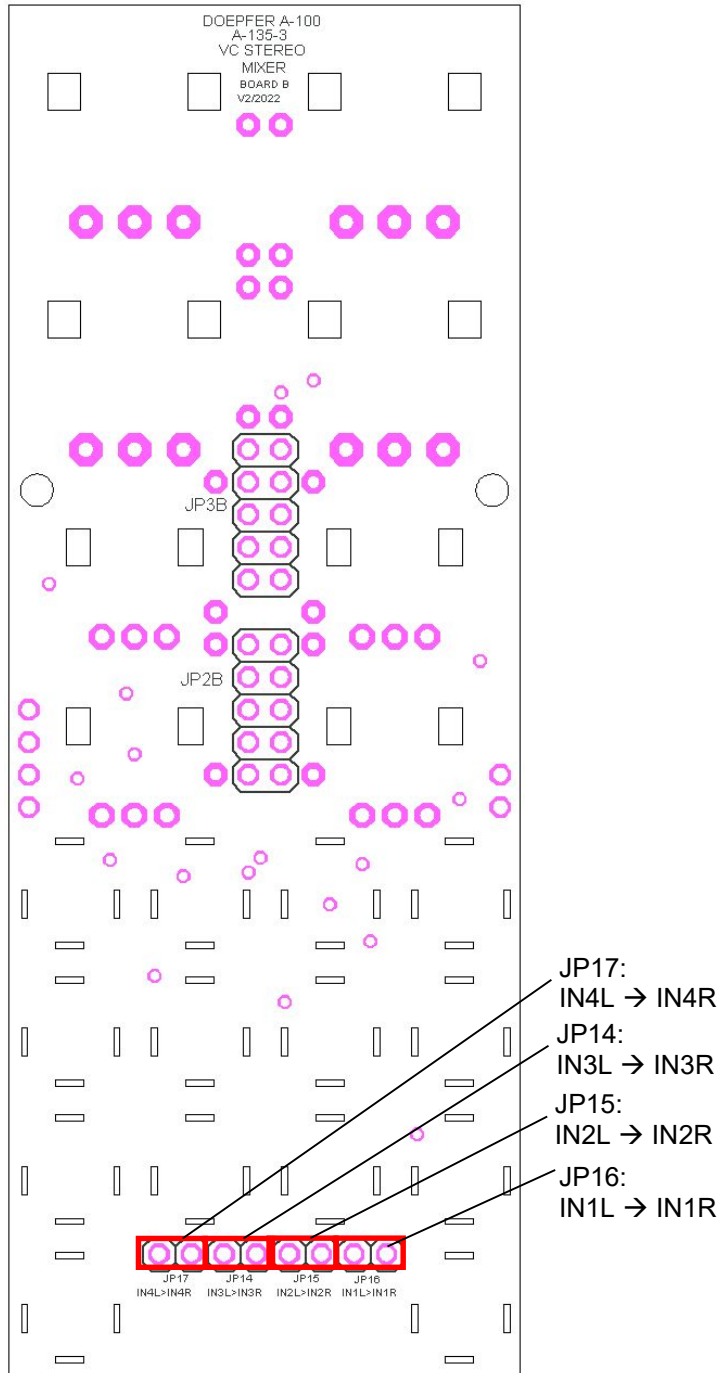 DOEPFER A-100
A-135-3
VC STEREO
MIXER
BOARD B
V2/2022
JP3B
JP2B
JP17:
IN4L → IN4R
JP14:
IN3L → IN3R
JP15:
IN2L → IN2R
JP16:
IN1L → IN1R
JP17 JP14 JP15 JP16
IN4L>IN4R IN3L>IN3R IN2L>IN2R IN1L>IN1R